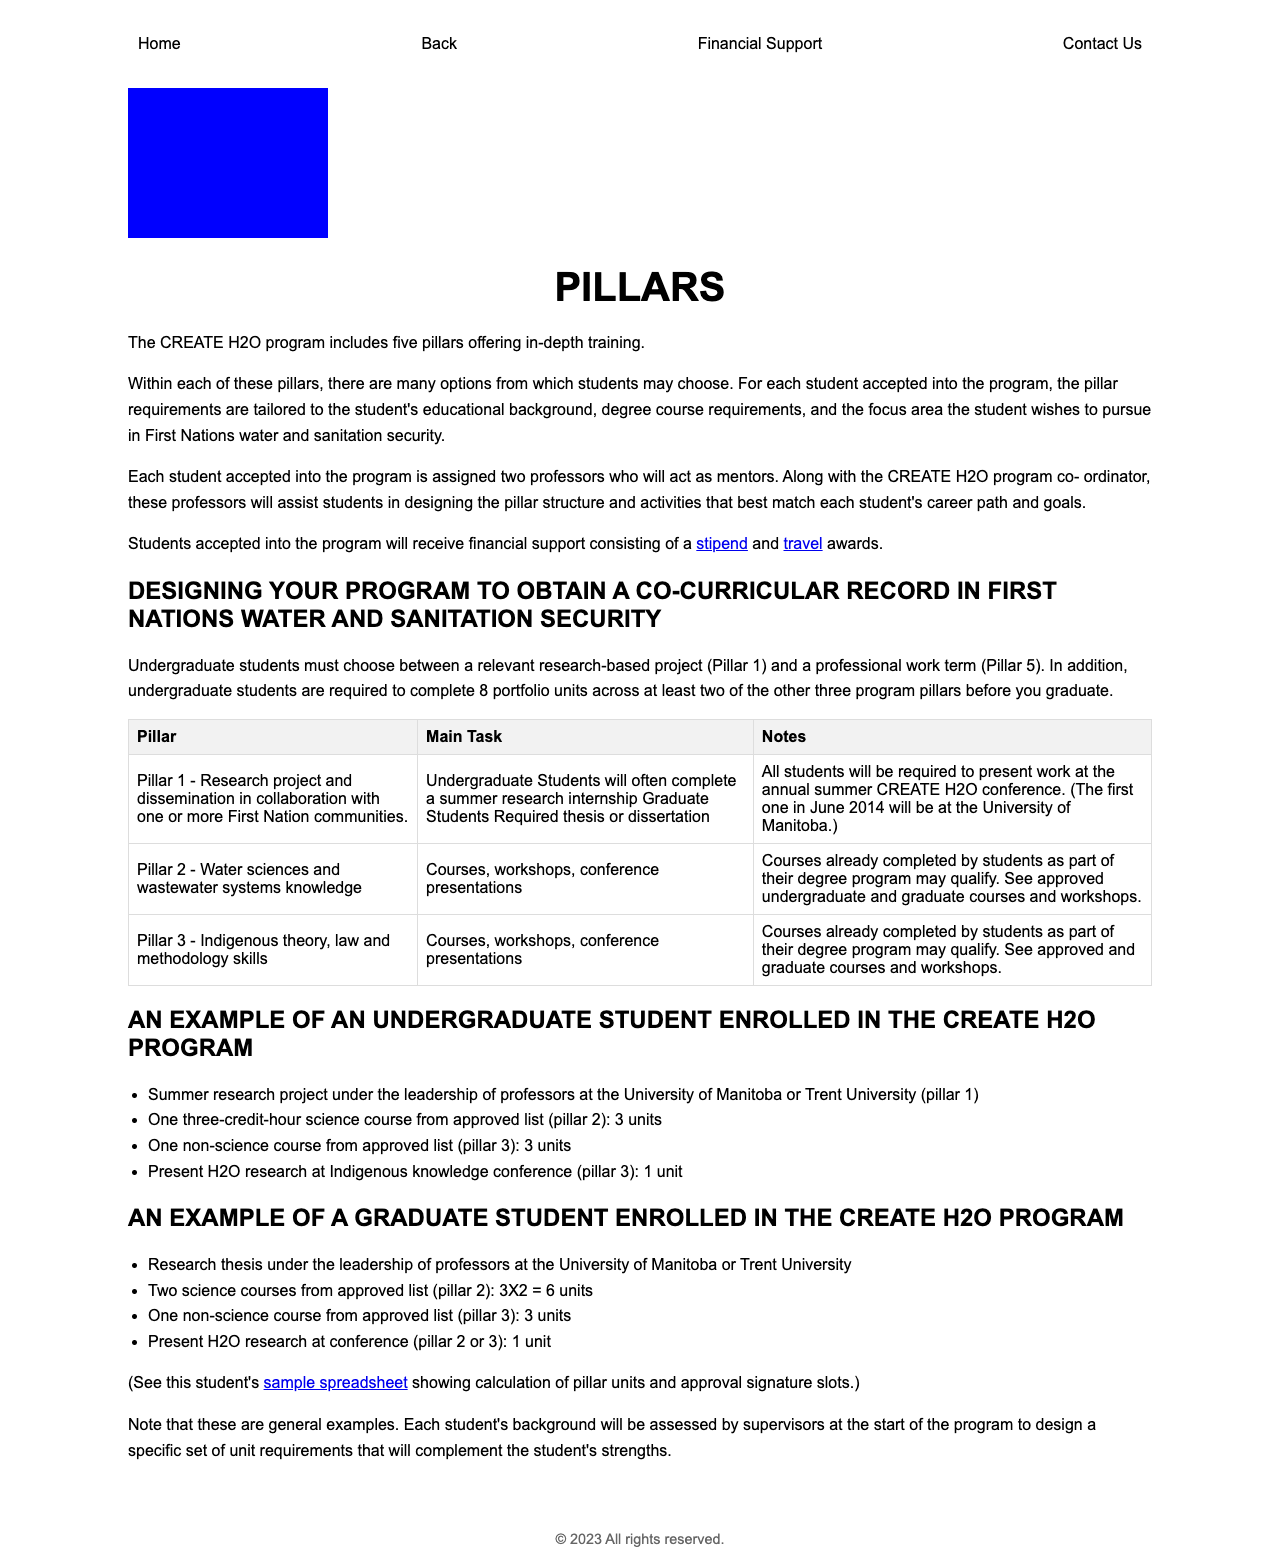 Home Back Financial Support Contact Us
PILLARS
The CREATE H2O program includes five pillars offering in-depth training.
Within each of these pillars, there are many options from which students may choose. For each student accepted into the program, the pillar
requirements are tailored to the student's educational background, degree course requirements, and the focus area the student wishes to pursue
in First Nations water and sanitation security.
Each student accepted into the program is assigned two professors who will act as mentors. Along with the CREATE H2O program co- ordinator,
these professors will assist students in designing the pillar structure and activities that best match each student's career path and goals.
Students accepted into the program will receive financial support consisting of a stipend and travel awards.
DESIGNING YOUR PROGRAM TO OBTAIN A CO-CURRICULAR RECORD IN FIRST
NATIONS WATER AND SANITATION SECURITY
Undergraduate students must choose between a relevant research-based project (Pillar 1) and a professional work term (Pillar 5). In addition,
undergraduate students are required to complete 8 portfolio units across at least two of the other three program pillars before you graduate.
Pillar Main Task Notes
Pillar 1 - Research project and
dissemination in collaboration with
one or more First Nation communities.
Undergraduate Students will often complete
a summer research internship Graduate
Students Required thesis or dissertation
All students will be required to present work at the
annual summer CREATE H2O conference. (The first
one in June 2014 will be at the University of
Manitoba.)
Pillar 2 - Water sciences and
wastewater systems knowledge
Courses, workshops, conference
presentations
Courses already completed by students as part of
their degree program may qualify. See approved
undergraduate and graduate courses and workshops.
Pillar 3 - Indigenous theory, law and
methodology skills
Courses, workshops, conference
presentations
Courses already completed by students as part of
their degree program may qualify. See approved and
graduate courses and workshops.
AN EXAMPLE OF AN UNDERGRADUATE STUDENT ENROLLED IN THE CREATE H2O
PROGRAM
• Summer research project under the leadership of professors at the University of Manitoba or Trent University (pillar 1)
• One three-credit-hour science course from approved list (pillar 2): 3 units
• One non-science course from approved list (pillar 3): 3 units
• Present H2O research at Indigenous knowledge conference (pillar 3): 1 unit
AN EXAMPLE OF A GRADUATE STUDENT ENROLLED IN THE CREATE H2O PROGRAM
• Research thesis under the leadership of professors at the University of Manitoba or Trent University
• Two science courses from approved list (pillar 2): 3X2 = 6 units
• One non-science course from approved list (pillar 3): 3 units
• Present H2O research at conference (pillar 2 or 3): 1 unit
(See this student's sample spreadsheet showing calculation of pillar units and approval signature slots.)
Note that these are general examples. Each student's background will be assessed by supervisors at the start of the program to design a
specific set of unit requirements that will complement the student's strengths.
© 2023 All rights reserved.